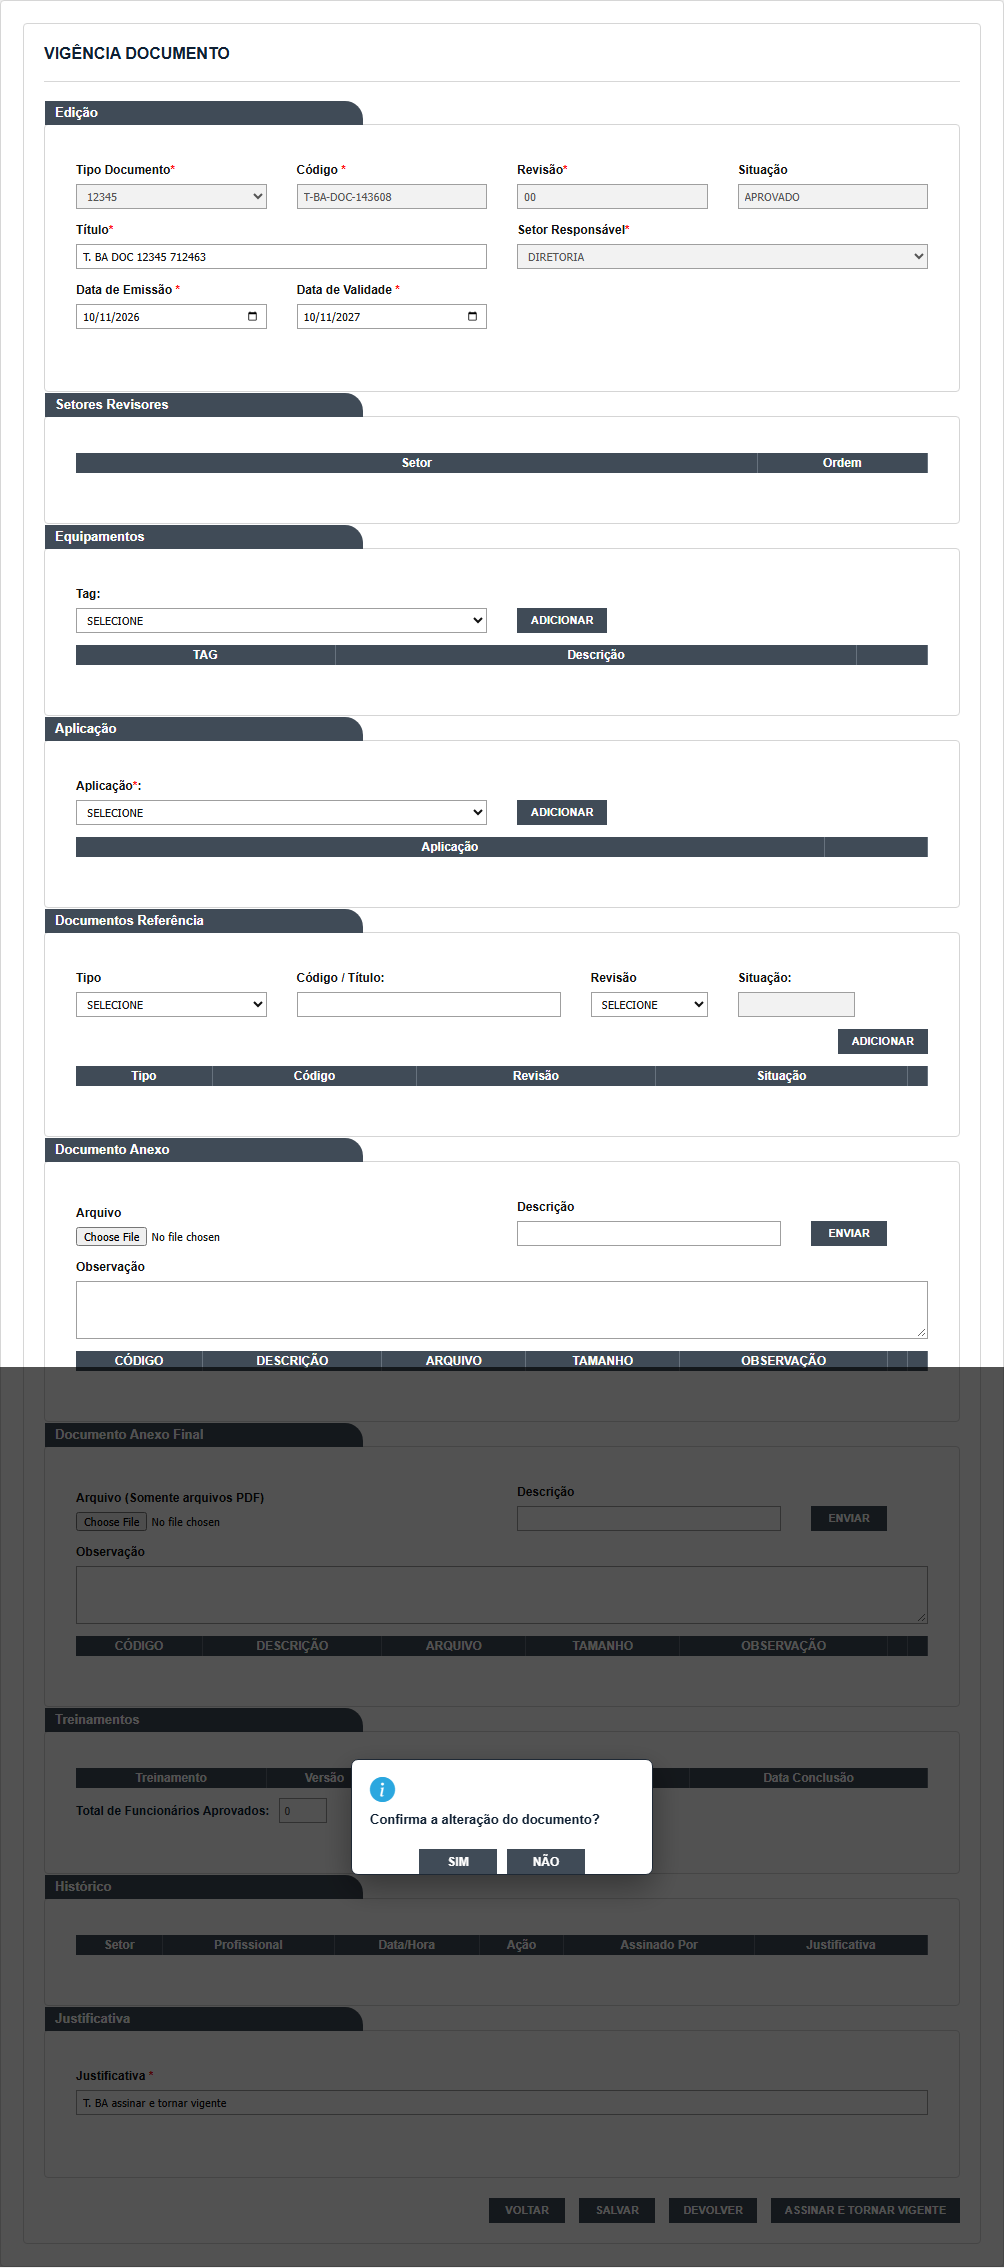 VIGÊNCIA DOCUMENTO
Edição
Tipo Documento* Código * Revisão* Situação
12345 T-BA-DOC-143608 00 APROVADO
Título* Setor Responsável*
T. BA DOC 12345 712463 DIRETORIA
Data de Emissão * Data de Validade *
10/11/2026 10/11/2027
Setores Revisores
Setor Ordem
Equipamentos
Tag:
SELECIONE ADICIONAR
TAG Descrição
Aplicação
Aplicação*:
SELECIONE ADICIONAR
Aplicação
Documentos Referência
Tipo Código / Título: Revisão Situação:
SELECIONE SELECIONE
ADICIONAR
Tipo Código Revisão Situação
Documento Anexo
Arquivo Descrição
Choose File No file chosen ENVIAR
Observação
CÓDIGO DESCRIÇÃO ARQUIVO TAMANHO OBSERVAÇÃO
Documento Anexo Final
Arquivo (Somente arquivos PDF) Descrição
Choose File No file chosen ENVIAR
Observação
CÓDIGO DESCRIÇÃO ARQUIVO TAMANHO OBSERVAÇÃO
Treinamentos
Treinamento Versão Data Conclusão
Total de Funcionários Aprovados: 0
Confirma a alteração do documento?
SIM NÃO
Histórico
Setor Profissional Data/Hora Ação Assinado Por Justificativa
Justificativa
Justificativa *
T. BA assinar e tornar vigente
VOLTAR SALVAR DEVOLVER ASSINAR E TORNAR VIGENTE